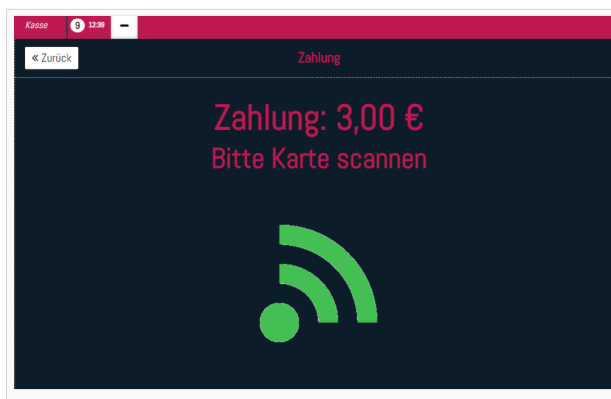 Kasse 9 12:39
« Zurück
Zahlung
Zahlung: 3,00 €
Bitte Karte scannen